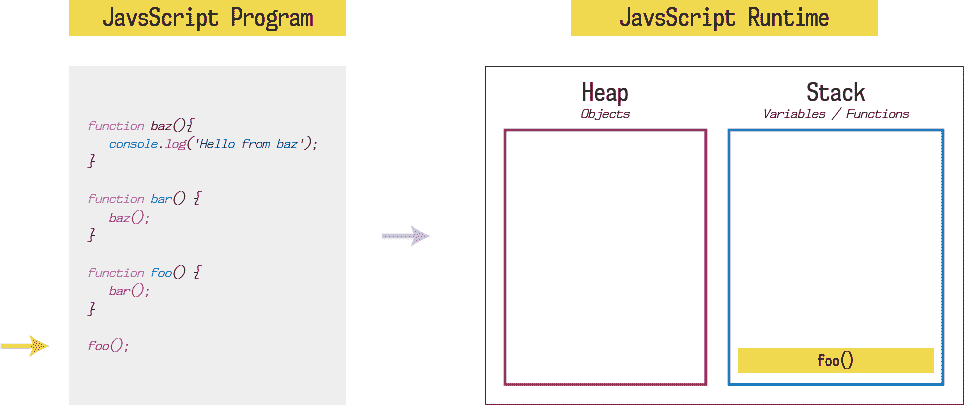 JavsScript Program
JavsScript Runtime
function baz(){
console.log('Hello from baz');
}
function bar() {
baz();
}
function foo() {
bar();
}
foo();
Heap
Objects
Stack
Variables / Functions
foo()